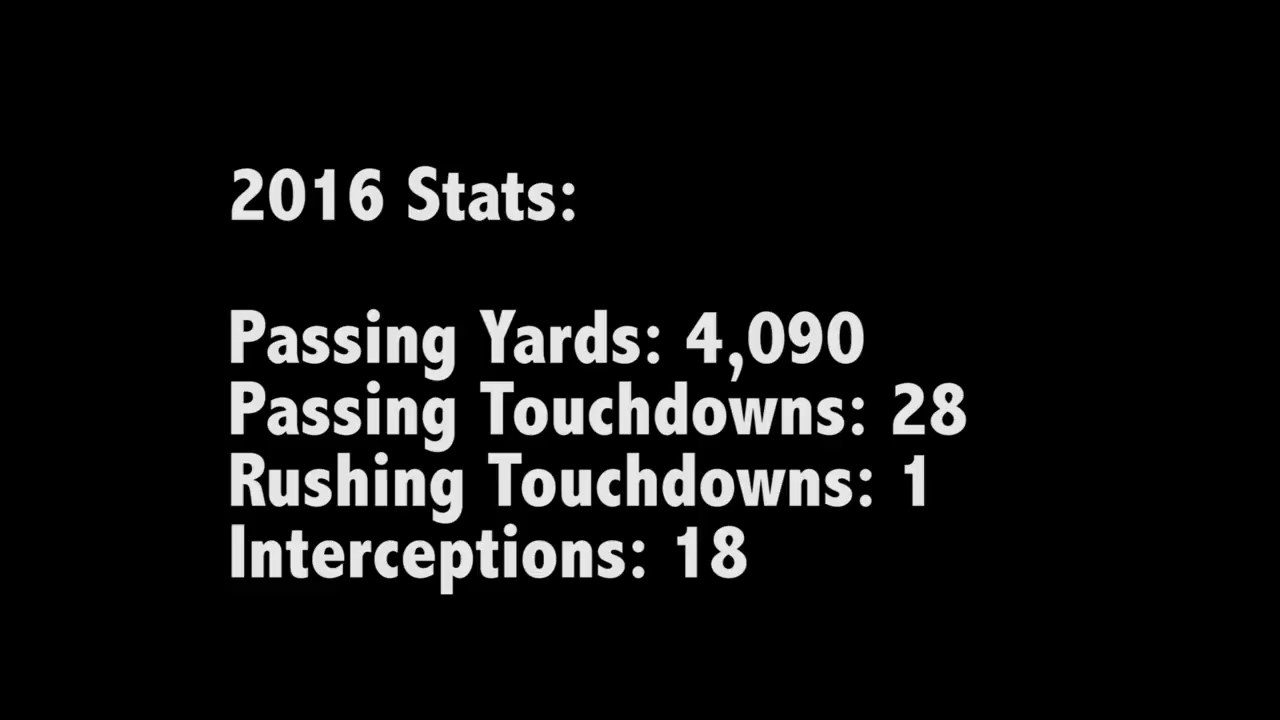 2016 Stats:
Passing Yards: 4,090
Passing Touchdowns: 28
Rushing Touchdowns: 1
Interceptions: 18